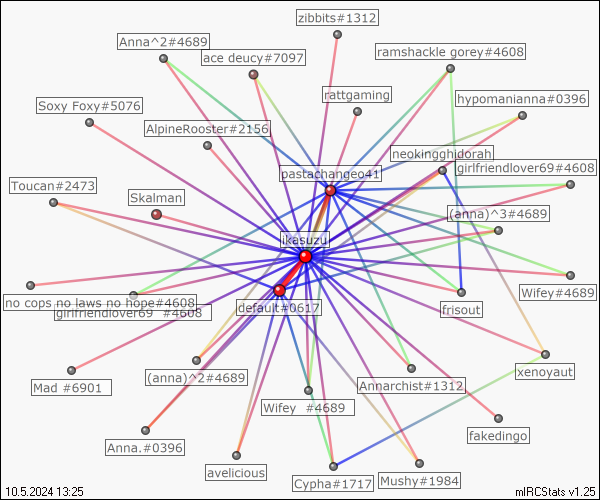 zibbits#1312
Anna^2#4689
ramshackle gorey#4608
ace deucy#7097
rattgaming
hypomanianna#0396
Soxy Foxy#5076
AlpineRooster#2156
neokingghidorah
girlfriendlover69#4608
pastachangeo41
Toucan#2473
Skalman
(anna)^3#4689
ikasuzu
Wifey#4689
no cops no laws no hope#4608
girlfriendlover69 #4608
default#0617
frisout
xenoyaut
(anna)^2#4689
Mad #6901
Annarchist#1312
Wifey #4689
fakedingo
Anna.#0396
avelicious
Cypha#1717
Mushy#1984
10.5.2024 13:25
mIRCStats v1.25